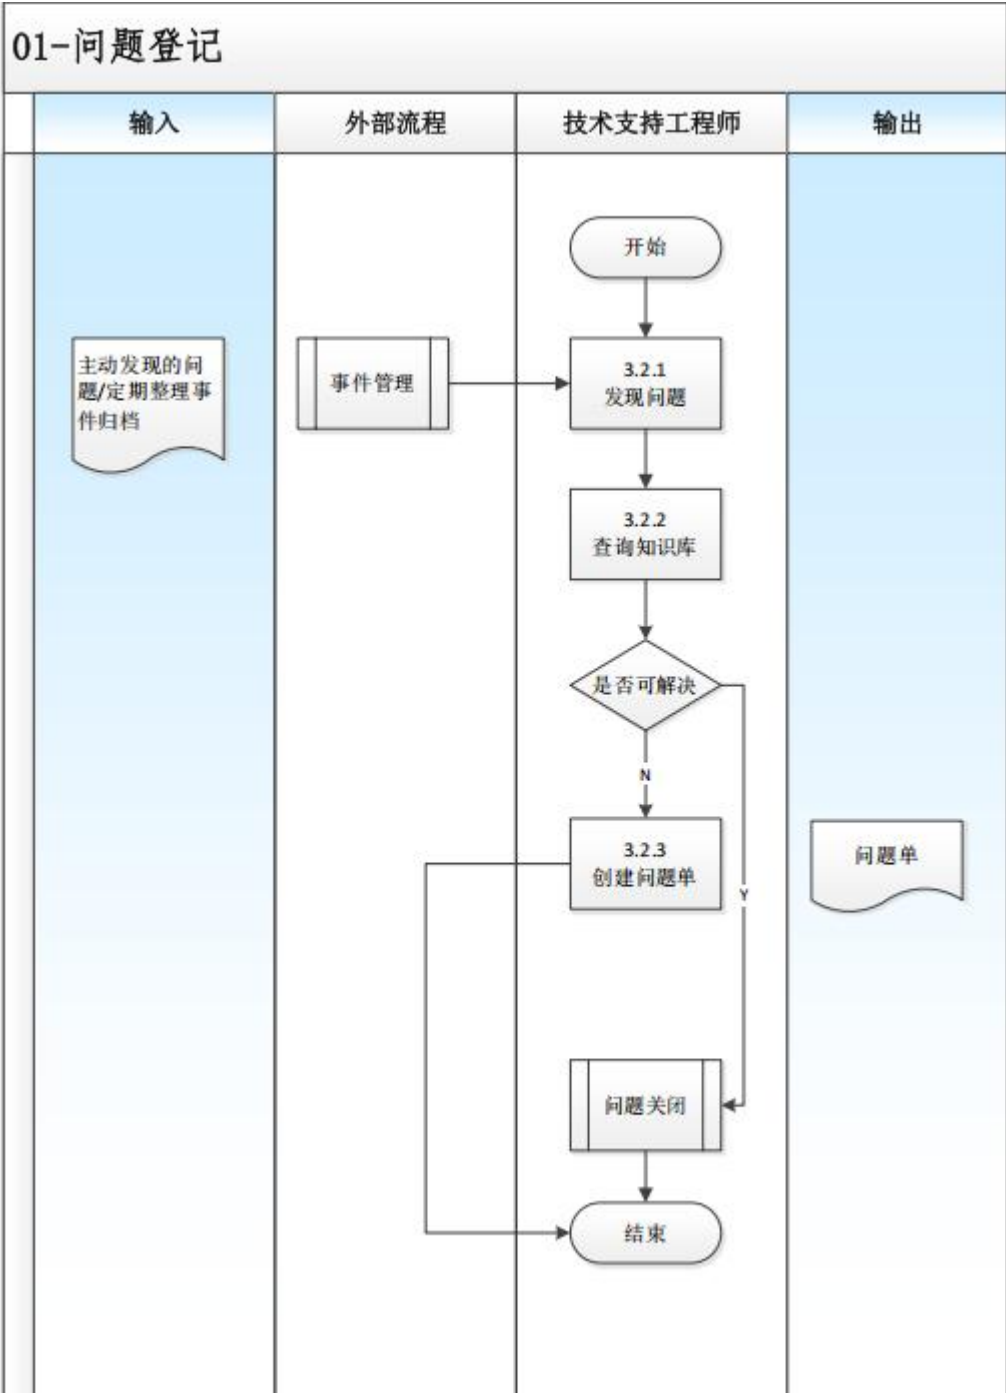 01-问题登记
输入
外部流程
技术支持工程师
输出
开始
主动发现的问
题/定期整理事
件归档
事件管理
3.2.1
发现问题
3.2.2
查询知识库
是否可解决
N
3.2.3
创建问题单
问题单
Y
问题关闭
结束